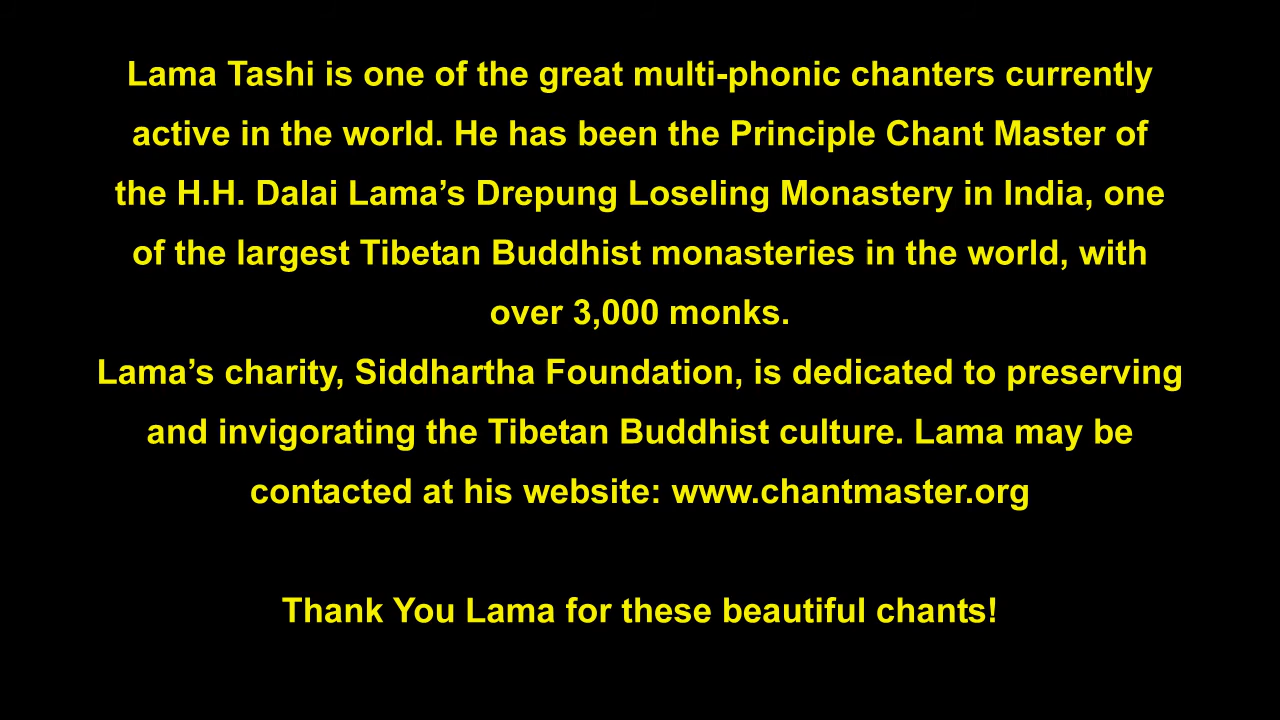 Lama Tashi is one of the great multi-phonic chanters currently
active in the world. He has been the Principle Chant Master of
the H.H. Dalai Lama’s Drepung Loseling Monastery in India, one
of the largest Tibetan Buddhist monasteries in the world, with
over 3,000 monks.
Lama’s charity, Siddhartha Foundation, is dedicated to preserving
and invigorating the Tibetan Buddhist culture. Lama may be
contacted at his website: www.chantmaster.org
Thank You Lama for these beautiful chants!